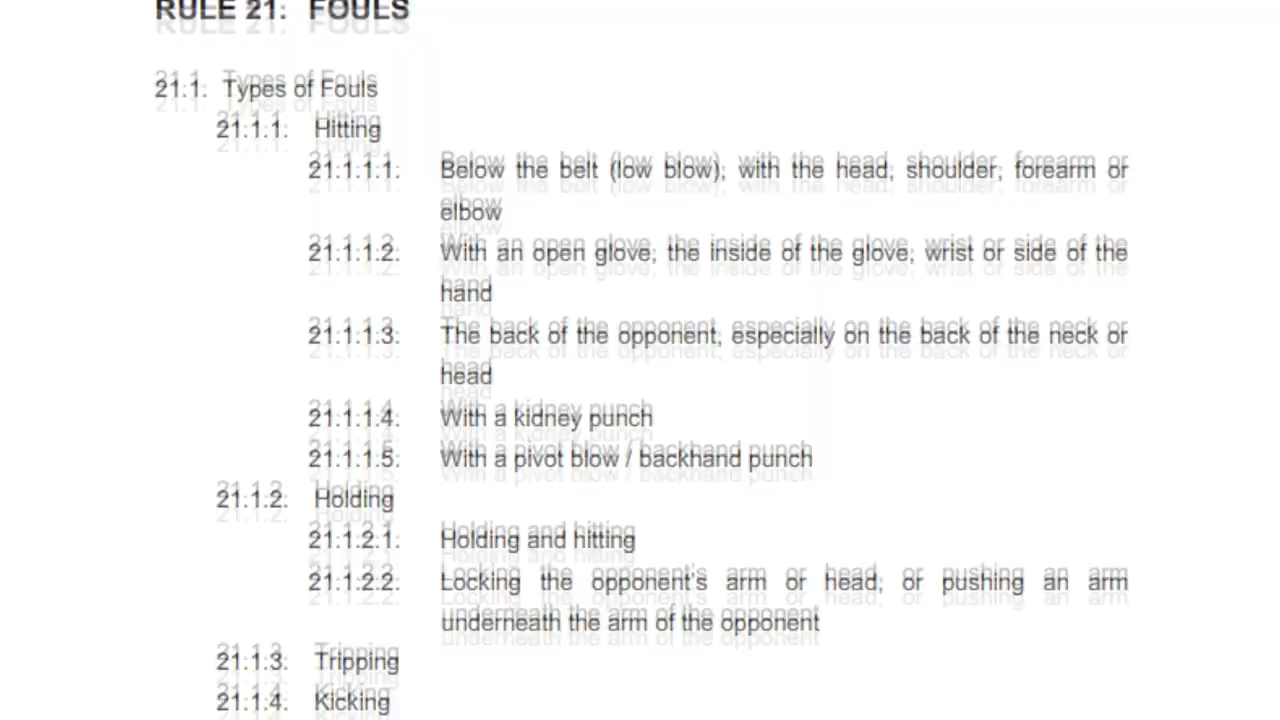 RULE 21: FOULS
21.1: Types of Fouls
21.1.1: Hitting
21.1.1.1: Below the belt (low blow), with the head, shoulder, forearm or
elbow
21.1.1.2: With an open glove, the inside of the glove, wrist or side of the
hand
21.1.1.3: The back of the opponent, especially on the back of the neck or
head
21.1.1.4: With a kidney punch
21.1.1.5: With a pivot blow / backhand punch
21.1.2: Holding
21.1.2.1: Holding and hitting
21.1.2.2: Locking the opponent's arm or head, or pushing an arm
underneath the arm of the opponent
21.1.3: Tripping
21.1.4: Kicking